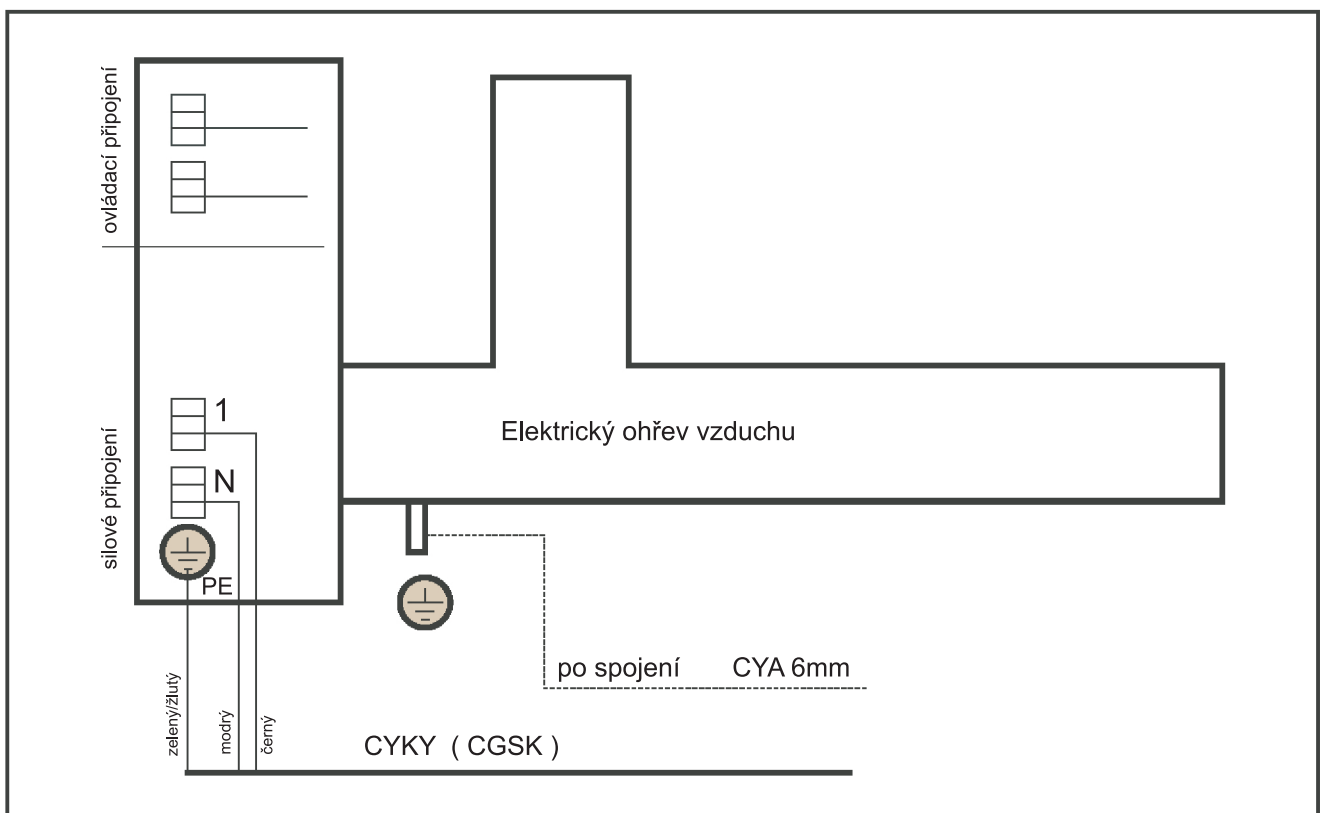 ovládací připojení
silové připojení
1
N
PE
Elektrický ohřev vzduchu
po spojení CYA 6mm
zelený/žlutý
modrý
černý
CYKY ( CGSK )